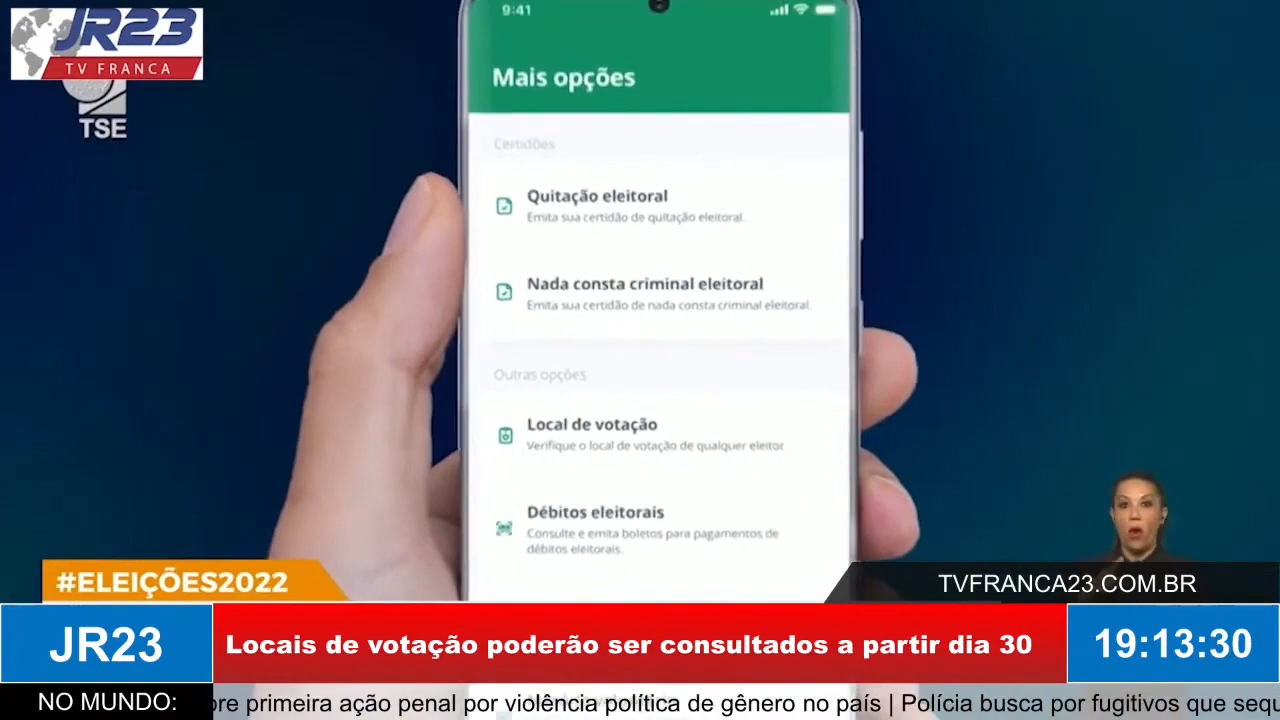 JR23
TV FRANCA
TSE
9:41
Mais opções
Certidões
Quitação eleitoral
Emita sua certidão de quitação eleitoral.
Nada consta criminal eleitoral
Emita sua certidão de nada consta criminal eleitoral.
Outras opções
Local de votação
Verifique o local de votação de qualquer eleitor
Débitos eleitorais
Consulte e emita boletos para pagamentos de
débitos eleitorais.
#ELEIÇÕES2022
TVFRANCA23.COM.BR
JR23
Locais de votação poderão ser consultados a partir dia 30
19:13:30
NO MUNDO:
primeira ação penal por violência política de gênero no país | Polícia busca por fugitivos que